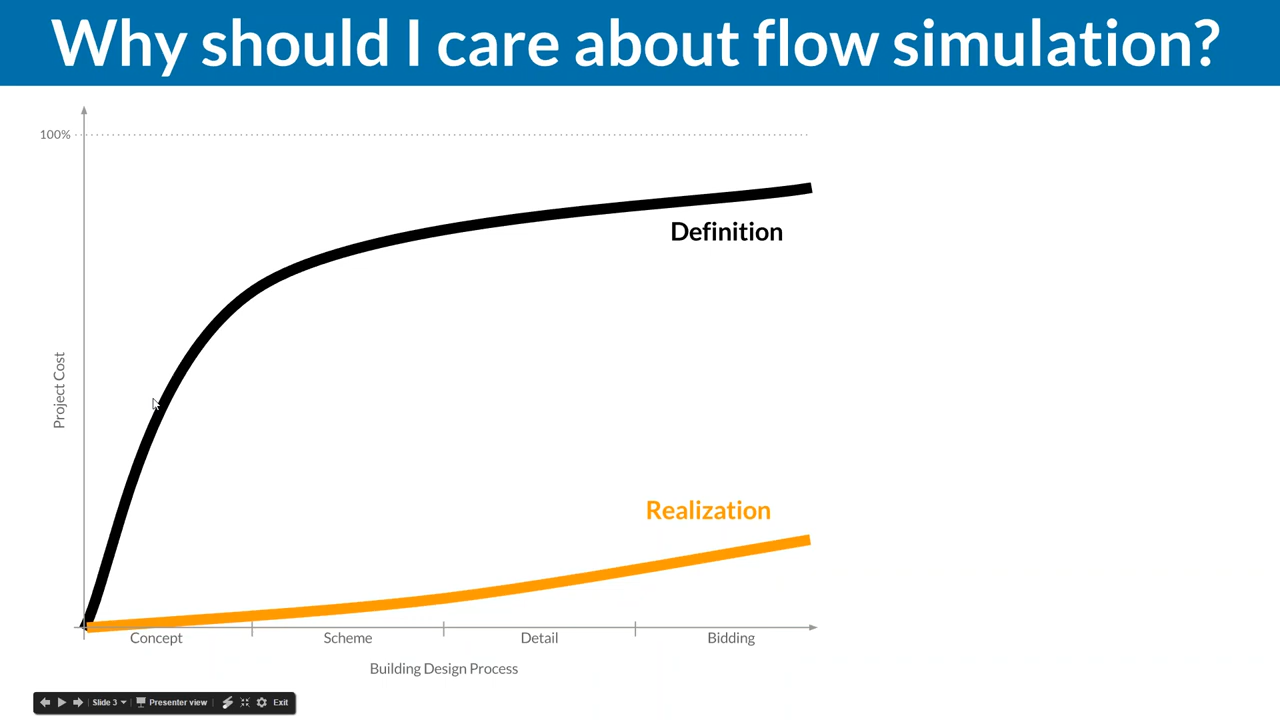 Why should I care about flow simulation?
100%
Definition
Project Cost
Realization
Concept
Scheme
Detail
Bidding
Building Design Process
Slide 3
Presenter view
Exit